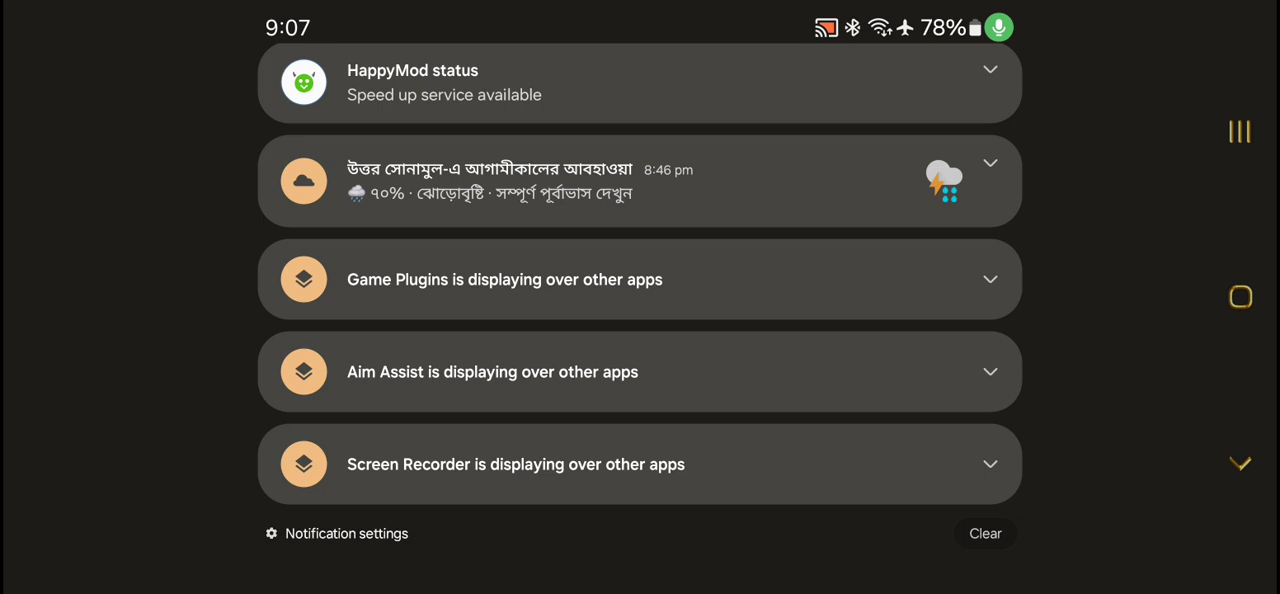 9:07
78%
HappyMod status
Speed up service available
উত্তর সোনামুল-এ আগামীকালের আবহাওয়া 8:46 pm
৭০% · ঝোড়োবৃষ্টি · সম্পূর্ণ পূর্বাভাস দেখুন
Game Plugins is displaying over other apps
Aim Assist is displaying over other apps
Screen Recorder is displaying over other apps
Notification settings
Clear